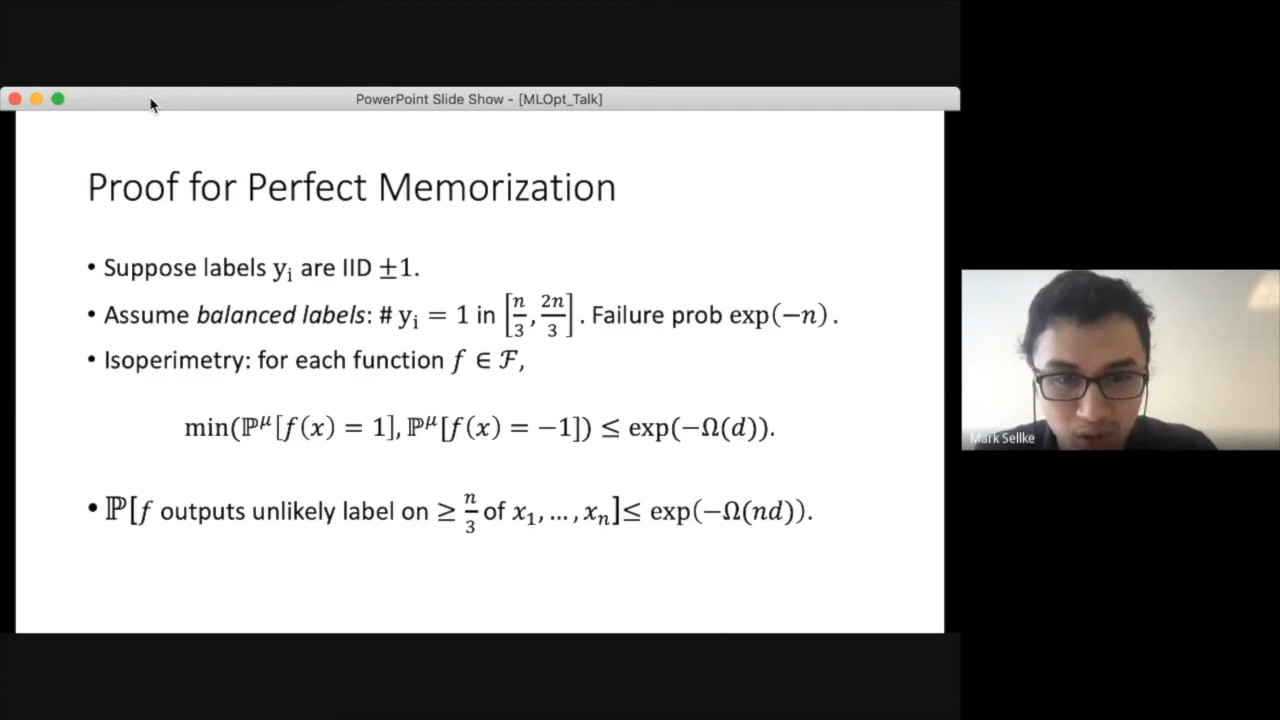 PowerPoint Slide Show - [MLOpt_Talk]
Proof for Perfect Memorization
• Suppose labels yᵢ are IID ±1.
• Assume balanced labels: # yᵢ = 1 in [n/3, 2n/3]. Failure prob exp(−n).
• Isoperimetry: for each function f ∈ ℱ,
min(ℙ^μ[f(x) = 1], ℙ^μ[f(x) = −1]) ≤ exp(−Ω(d)).
• ℙ[f outputs unlikely label on ≥ n/3 of x₁, … , xₙ]≤ exp(−Ω(nd)).
Mark Sellke